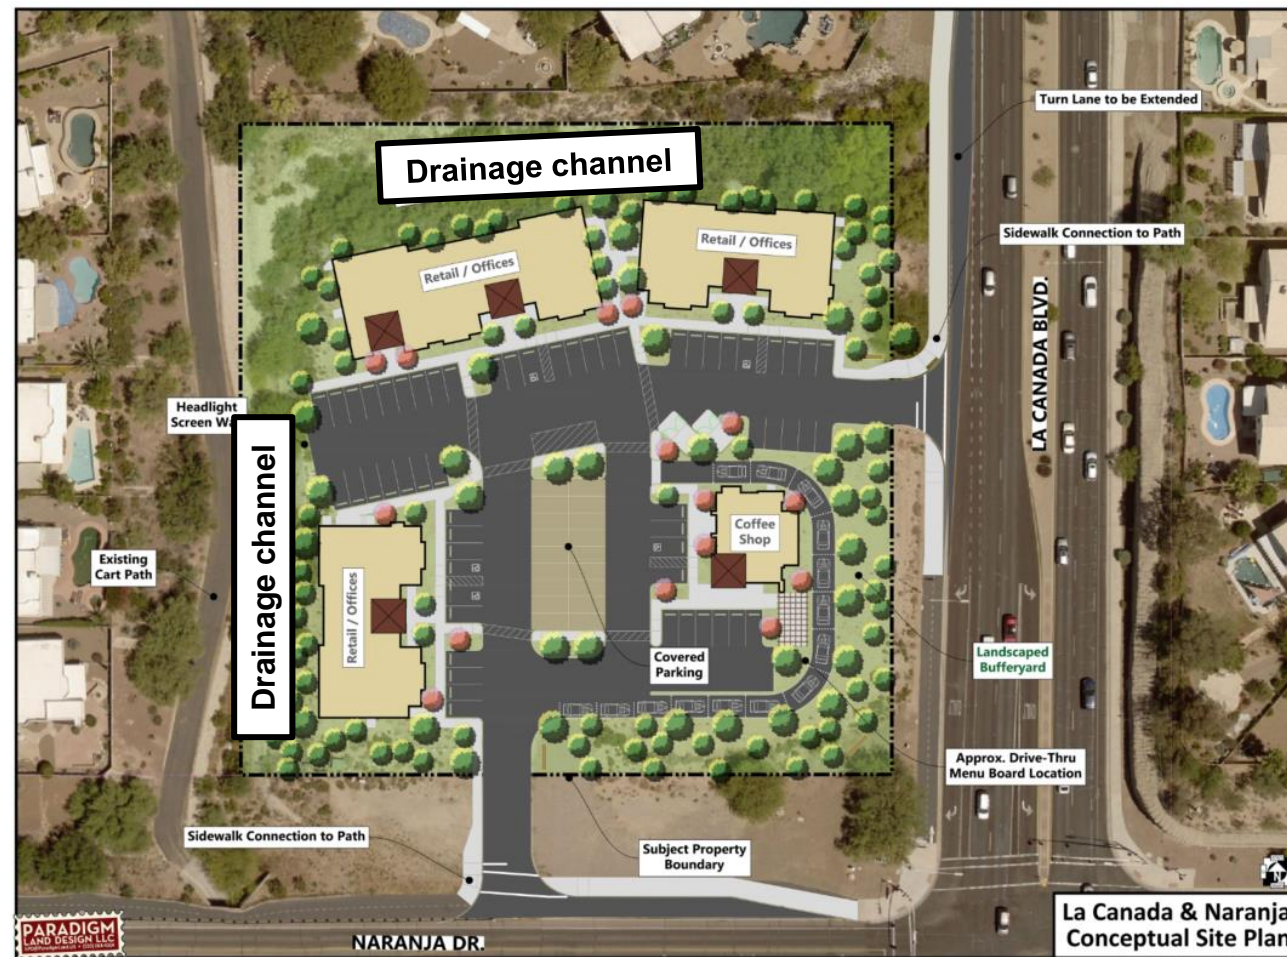 Turn Lane to be Extended
Drainage channel
Sidewalk Connection to Path
Retail / Offices
Retail / Offices
LA CANADA BLVD.
Headlight
Screen
Drainage channel
Coffee
Shop
Existing
Cart Path
Retail / Offices
Covered
Parking
Landscaped
Bufferyard
Approx. Drive-Thru
Menu Board Location
Sidewalk Connection to Path
Subject Property
Boundary
N
La Canada & Naranja
Conceptual Site Plan
PARADIGM
LAND DESIGN LLC
NARANJA DR.